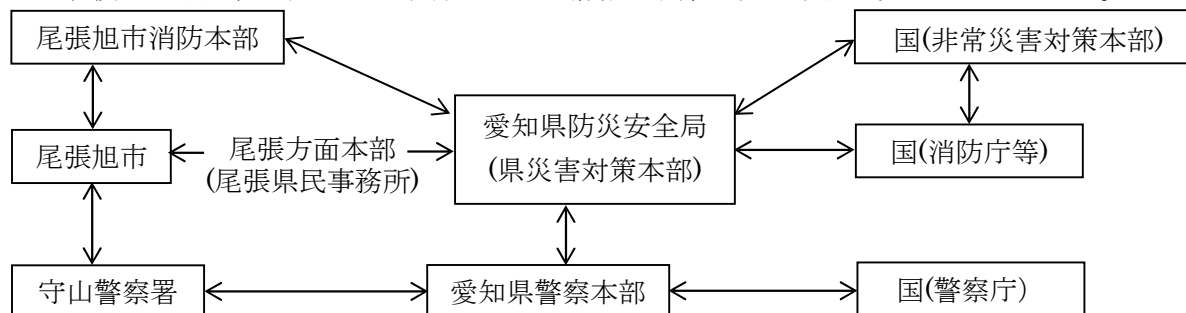 尾張旭市消防本部
国(非常災害対策本部)
愛知県防災安全局
(県災害対策本部)
尾張旭市
尾張方面本部
(尾張県民事務所)
国(消防庁等)
守山警察署
愛知県警察本部
国(警察庁)